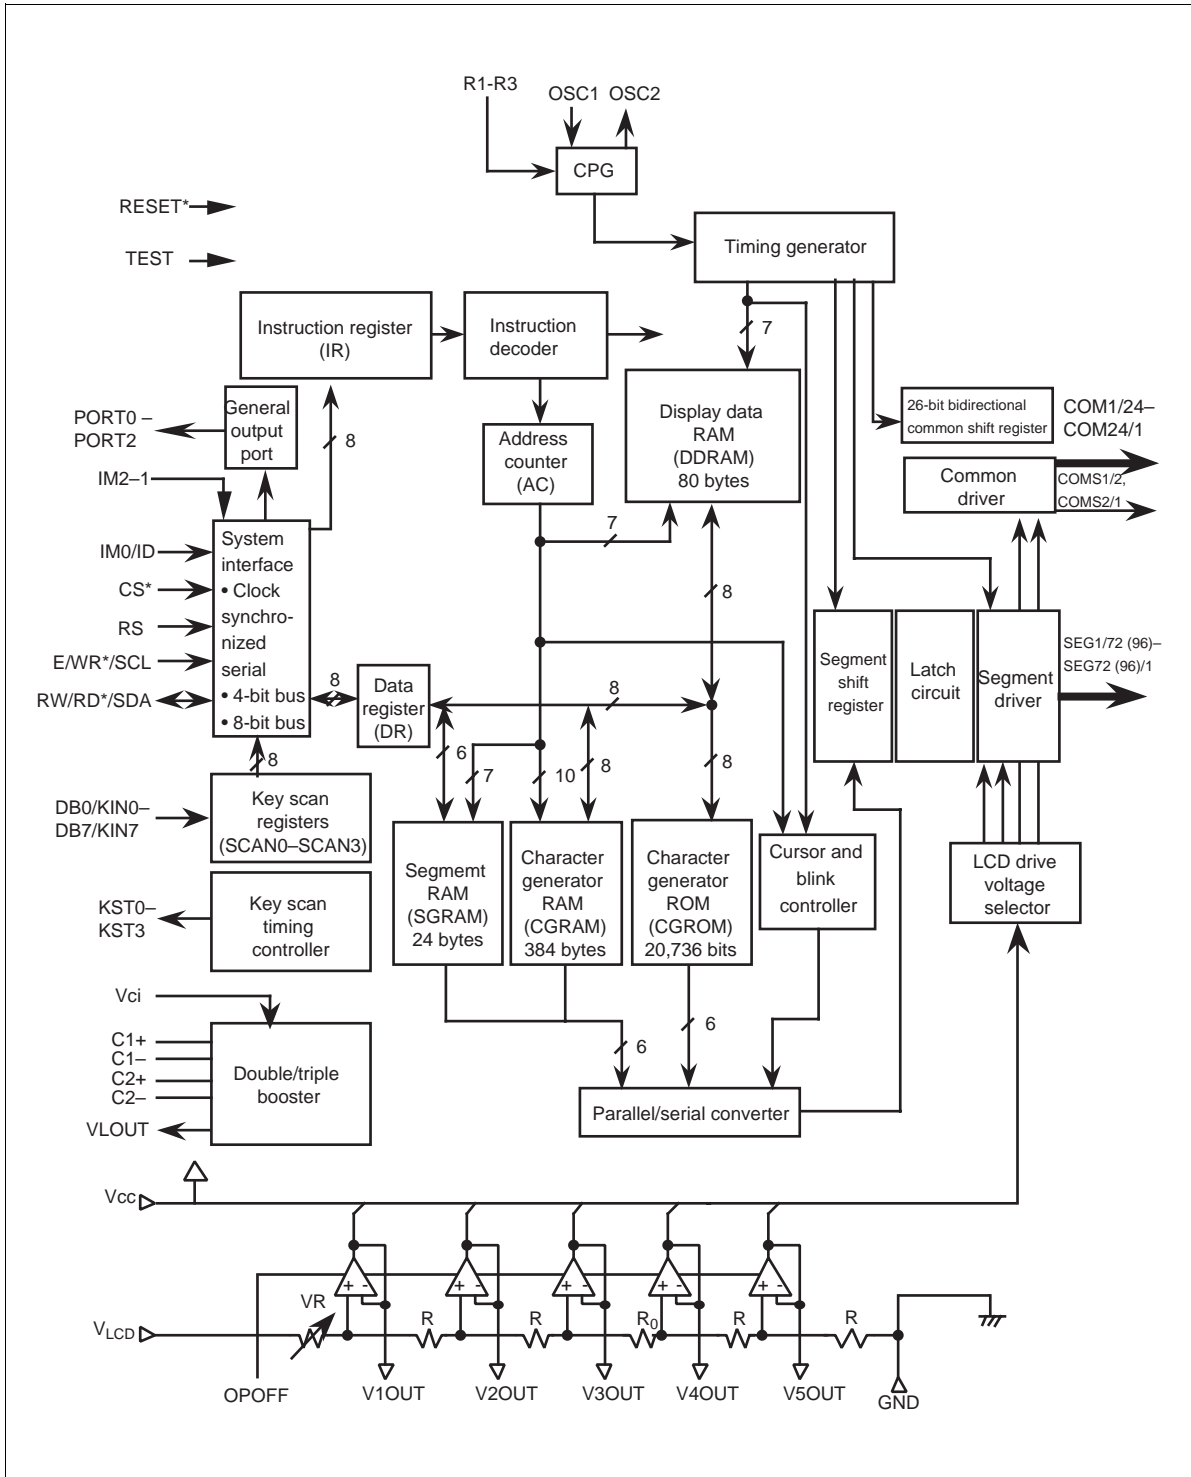 R1-R3
OSC1
OSC2
CPG
RESET*
Timing generator
TEST
Instruction register
(IR)
Instruction
decoder
7
PORT0 –
PORT2
General
output
port
8
Display data
RAM
(DDRAM)
80 bytes
26-bit bidirectional
common shift register
COM1/24–
COM24/1
Address
counter
(AC)
IM2–1
Common
driver
COMS1/2,
COMS2/1
7
System
interface
• Clock
synchro-
nized
serial
• 4-bit bus
• 8-bit bus
IM0/ID
CS*
RS
E/WR*/SCL
RW/RD*/SDA
8
8
Data
register
(DR)
8
Segment
shift
register
Latch
circuit
Segment
driver
SEG1/72 (96)–
SEG72 (96)/1
8
6
7
10
8
8
DB0/KIN0–
DB7/KIN7
Key scan
registers
(SCAN0–SCAN3)
Segmemt
RAM
(SGRAM)
24 bytes
Character
generator
RAM
(CGRAM)
384 bytes
Character
generator
ROM
(CGROM)
20,736 bits
Cursor and
blink
controller
LCD drive
voltage
selector
KST0–
KST3
Key scan
timing
controller
Vci
6
6
C1+
C1–
C2+
C2–
VLOUT
Double/triple
booster
Parallel/serial converter
Vcc
+ -
+ -
+ -
+ -
+ -
VR
R
R
R0
R
R
VLCD
OPOFF
V1OUT
V2OUT
V3OUT
V4OUT
V5OUT
GND